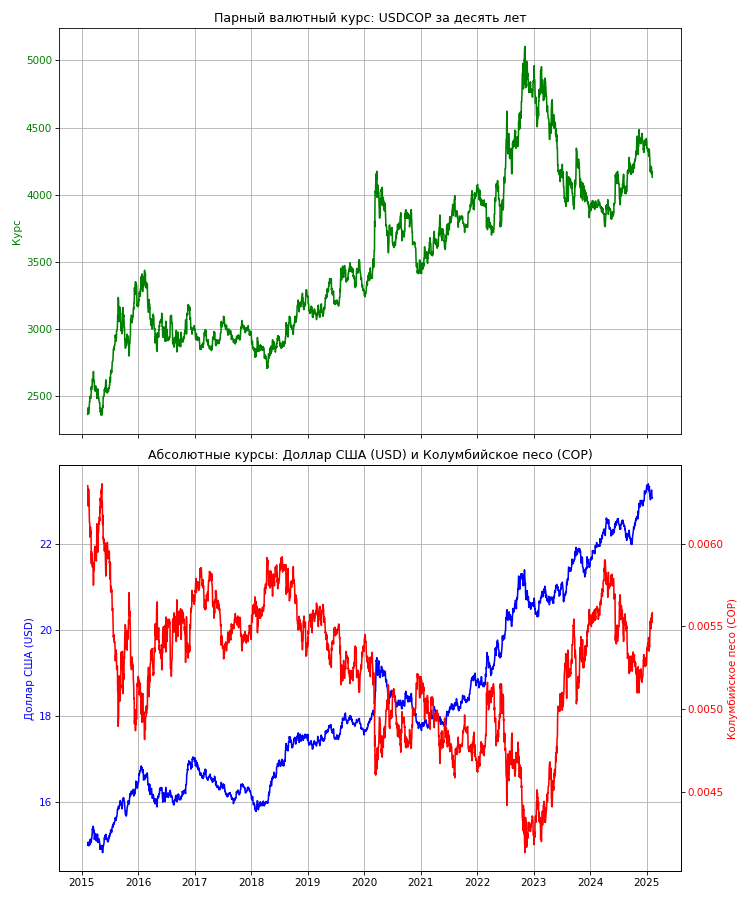 Парный валютный курс: USDCOP за десять лет
5000
4500
4000
3500
3000
2500
Курс
Абсолютные курсы: Доллар США (USD) и Колумбийское песо (COP)
22
20
18
16
Доллар США (USD)
0.0060
0.0055
0.0050
0.0045
Колумбийское песо (COP)
2015 2016 2017 2018 2019 2020 2021 2022 2023 2024 2025